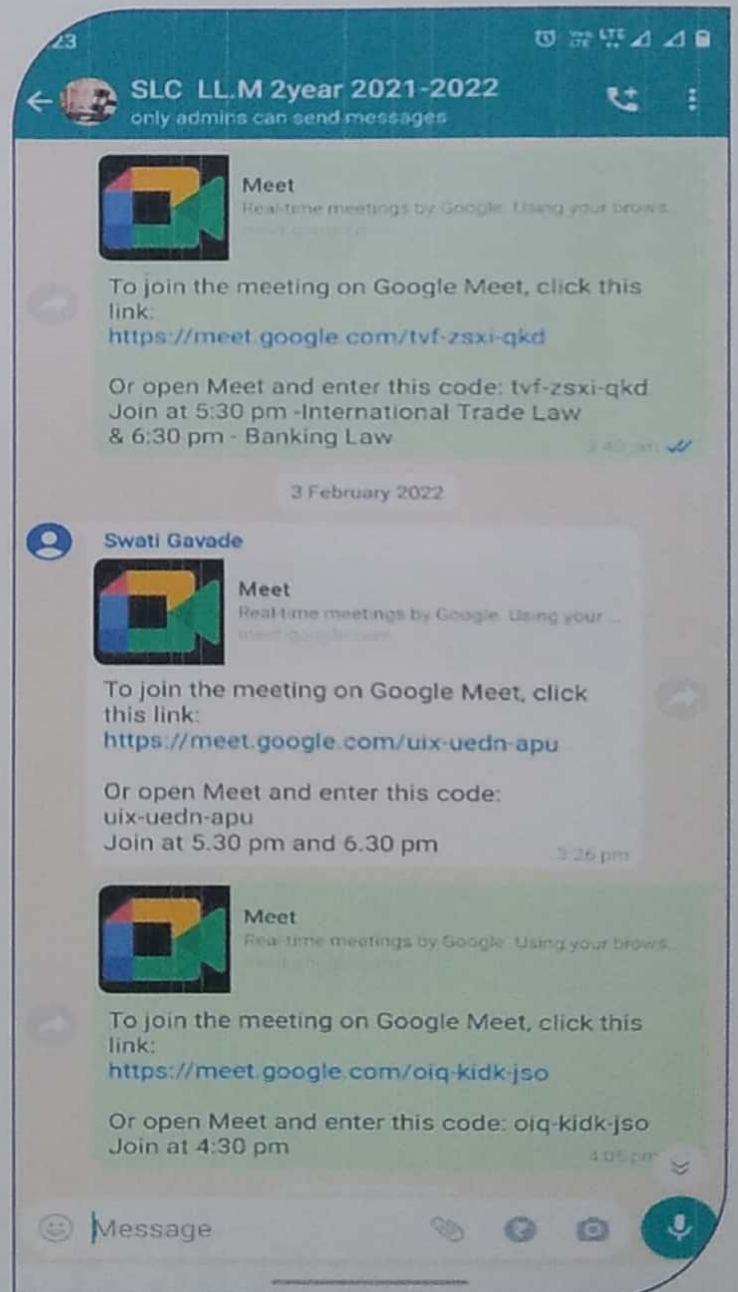 23
SLC LL.M 2year 2021-2022
only admins can send messages
Meet
Real-time meetings by Google. Using your brows...
To join the meeting on Google Meet, click this
link:
https://meet.google.com/tvf-zsxi-qkd
Or open Meet and enter this code: tvf-zsxi-qkd
Join at 5:30 pm -International Trade Law
& 6:30 pm - Banking Law
3:40 pm
3 February 2022
Swati Gavade
Meet
Real-time meetings by Google. Using your ...
meet.google.com
To join the meeting on Google Meet, click
this link:
https://meet.google.com/uix-uedn-apu
Or open Meet and enter this code:
uix-uedn-apu
Join at 5.30 pm and 6.30 pm
3:26 pm
Meet
Real-time meetings by Google. Using your brows...
To join the meeting on Google Meet, click this
link:
https://meet.google.com/oiq-kidk-jso
Or open Meet and enter this code: oiq-kidk-jso
Join at 4:30 pm
4:05 pm
Message